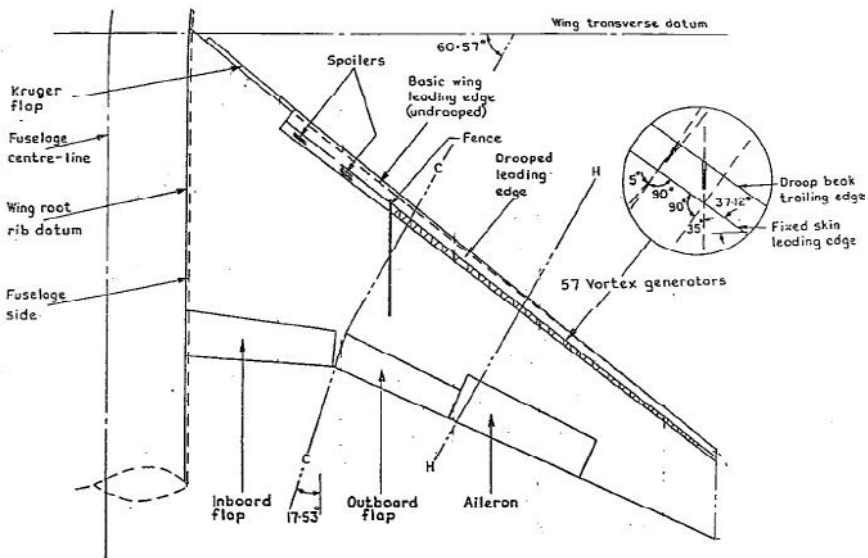 Wing transverse datum
60·57°
Spoilers
Kruger
flap
Basic wing
leading edge
(undrooped)
Fuselage
centre-line
Fence
C
Drooped
leading
edge
H
5°
90°
90°
37·12°
35°
Droop beak
trailing edge
Fixed skin
leading edge
Wing root
rib datum
Fuselage
side
57 Vortex generators
C
H
17·53°
Inboard
flap
Outboard
flap
Aileron